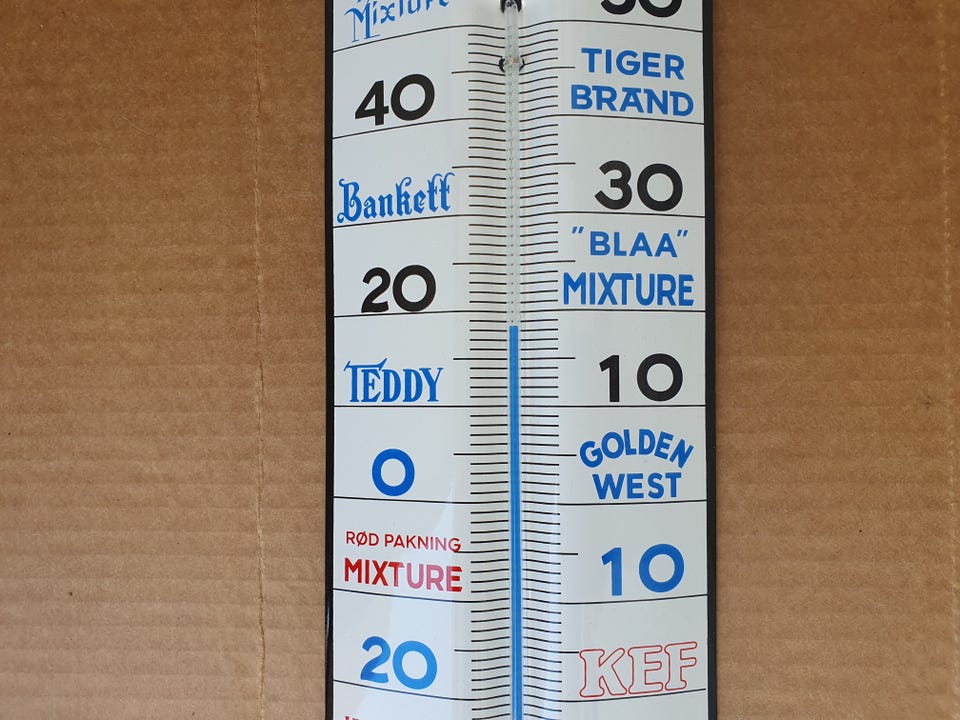 Mixture
50
TIGER
BRAND
40
30
Bankett
"BLAA"
MIXTURE
20
10
TEDDY
GOLDEN
WEST
0
RØD PAKNING
MIXTURE
10
20
KEF